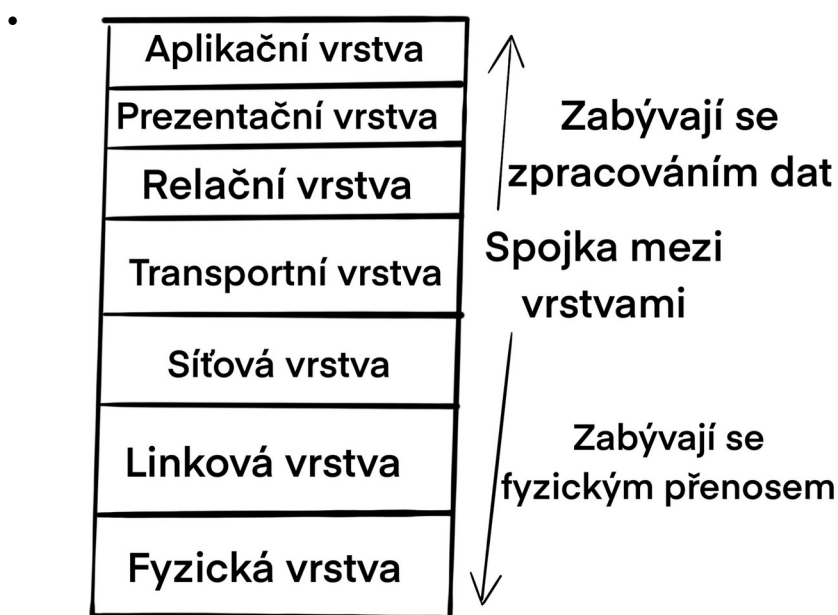 Aplikační vrstva
Prezentační vrstva
Relační vrstva
Transportní vrstva
Síťová vrstva
Linková vrstva
Fyzická vrstva
Zabývají se
zpracováním dat
Spojka mezi
vrstvami
Zabývají se
fyzickým přenosem